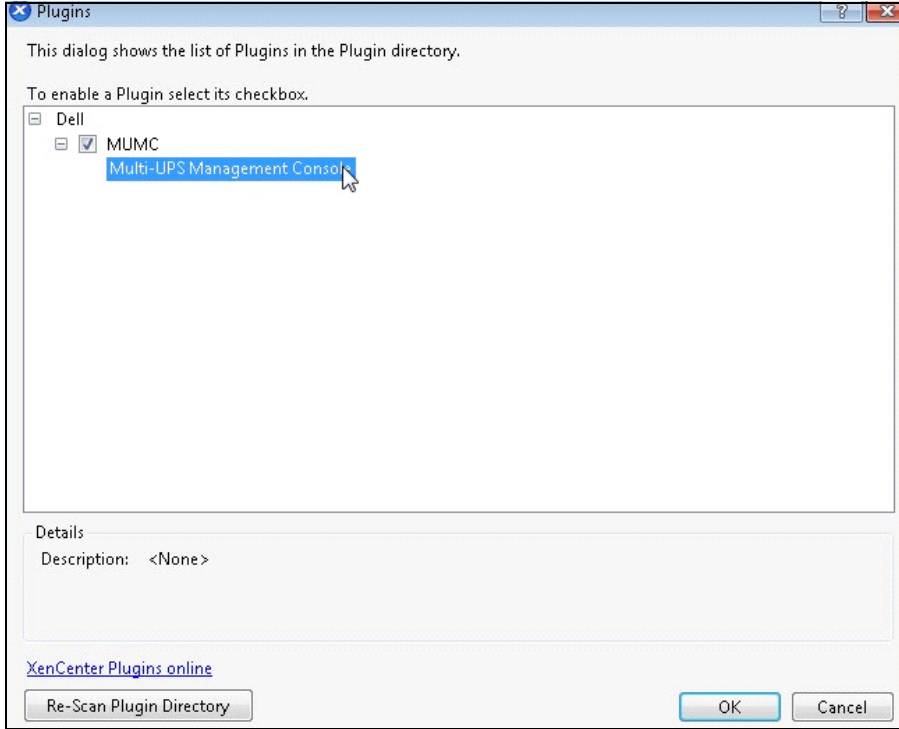 Plugins
This dialog shows the list of Plugins in the Plugin directory.
To enable a Plugin select its checkbox.
Dell
MUMC
Multi-UPS Management Console
Details
Description: <None>
XenCenter Plugins online
Re-Scan Plugin Directory
OK
Cancel